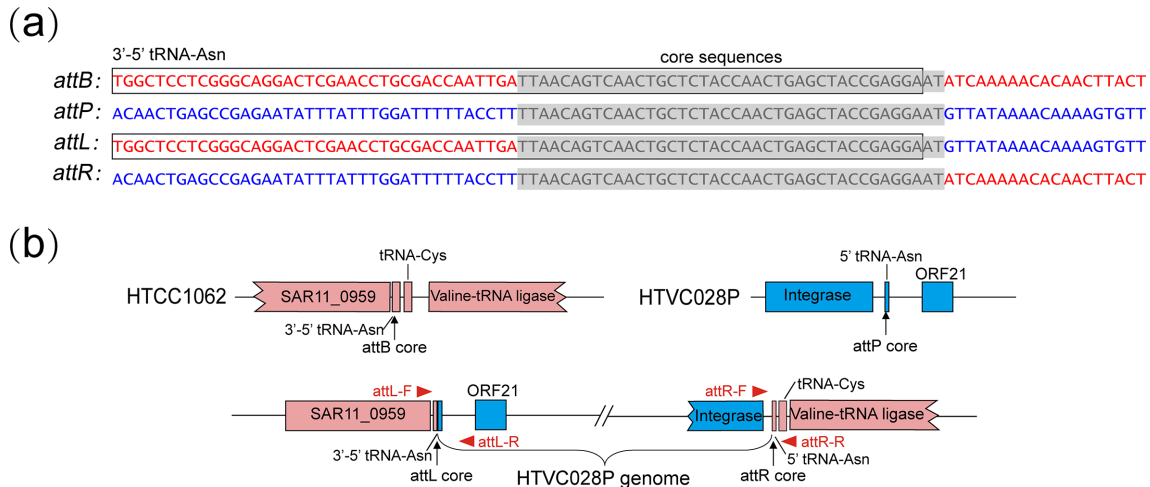 (a)
3'-5' tRNA-Asn
core sequences
attB: TGGCTCCTCGGGCAGGACTCGAACCTGCGACCAATTGATTAACAGTCAACTGCTCTACCAACTGAGCTACCGAGGAATATCAAAAACACAACTTACT
attP: ACAACTGAGCCGAGAATATTTATTTGGATTTTTACCTTTTAACAGTCAACTGCTCTACCAACTGAGCTACCGAGGAATGTTATAAAACAAAAGTGTT
attL: TGGCTCCTCGGGCAGGACTCGAACCTGCGACCAATTGATTAACAGTCAACTGCTCTACCAACTGAGCTACCGAGGAATGTTATAAAACAAAAGTGTT
attR: ACAACTGAGCCGAGAATATTTATTTGGATTTTTACCTTTTAACAGTCAACTGCTCTACCAACTGAGCTACCGAGGAATATCAAAAACACAACTTACT
(b)
tRNA-Cys
HTCC1062
SAR11_0959
Valine-tRNA ligase
3'-5' tRNA-Asn
attB core
5' tRNA-Asn
ORF21
HTVC028P
Integrase
attP core
attL-F
ORF21
attR-F
tRNA-Cys
SAR11_0959
Integrase
Valine-tRNA ligase
attL-R
attR-R
3'-5' tRNA-Asn
5' tRNA-Asn
attL core
HTVC028P genome
attR core